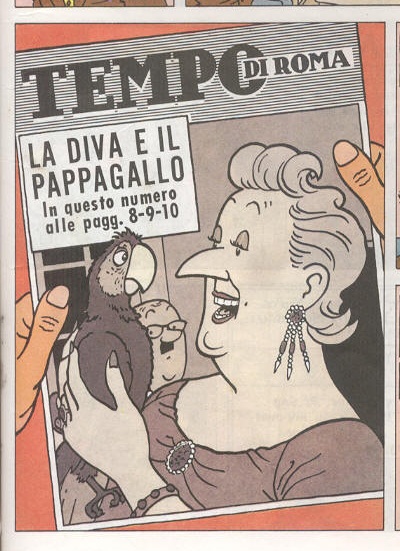 TEMPO DI ROMA
LA DIVA E IL
PAPPAGALLO
In questo numero
alle pagg. 8-9-10